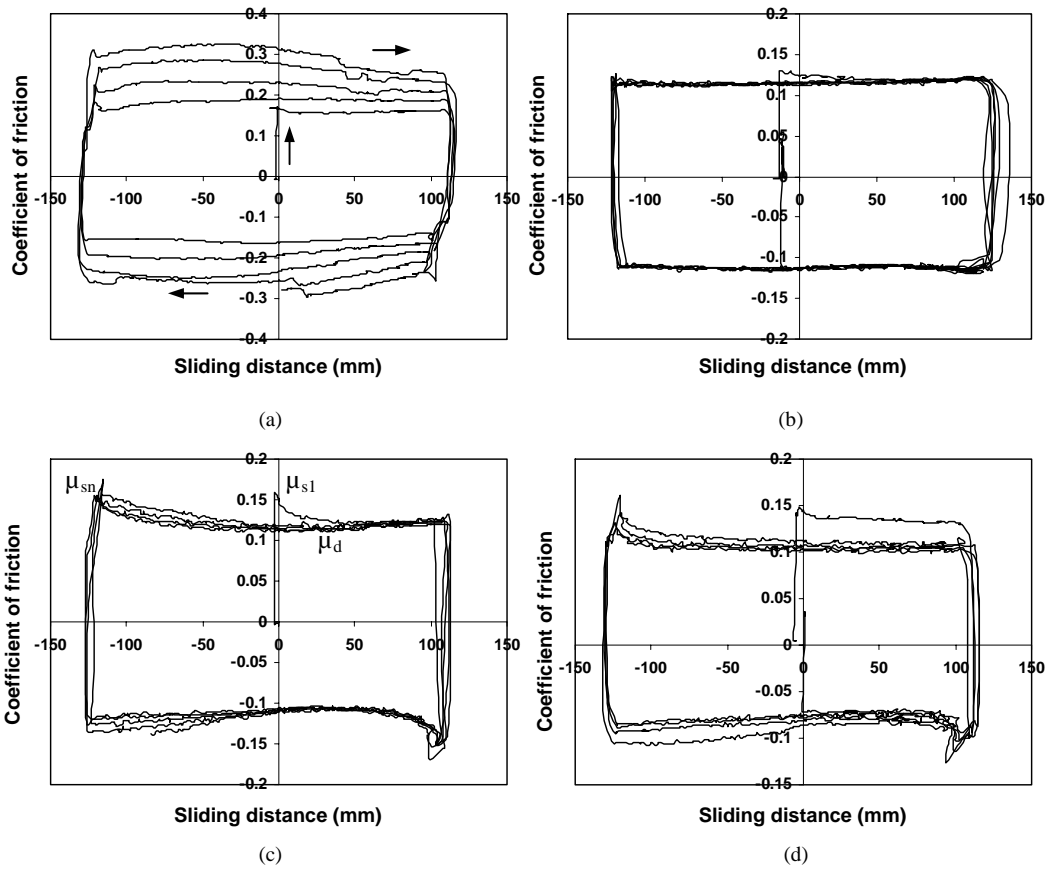 0.4
0.3
0.2
0.1
0
-0.1
-0.2
-0.3
-0.4
-150 -100 -50 0 50 100 150
Coefficient of friction
Sliding distance (mm)
(a)
0.2
0.15
0.1
0.05
0
-0.05
-0.1
-0.15
-0.2
-150 -100 -50 0 50 100 150
Coefficient of friction
Sliding distance (mm)
(b)
μsn
μs1
μd
0.2
0.15
0.1
0.05
0
-0.05
-0.1
-0.15
-0.2
-150 -100 -50 0 50 100 150
Coefficient of friction
Sliding distance (mm)
(c)
0.2
0.15
0.1
0.05
0
-0.05
-0.1
-0.15
-150 -100 -50 0 50 100 150
Coefficient of friction
Sliding distance (mm)
(d)